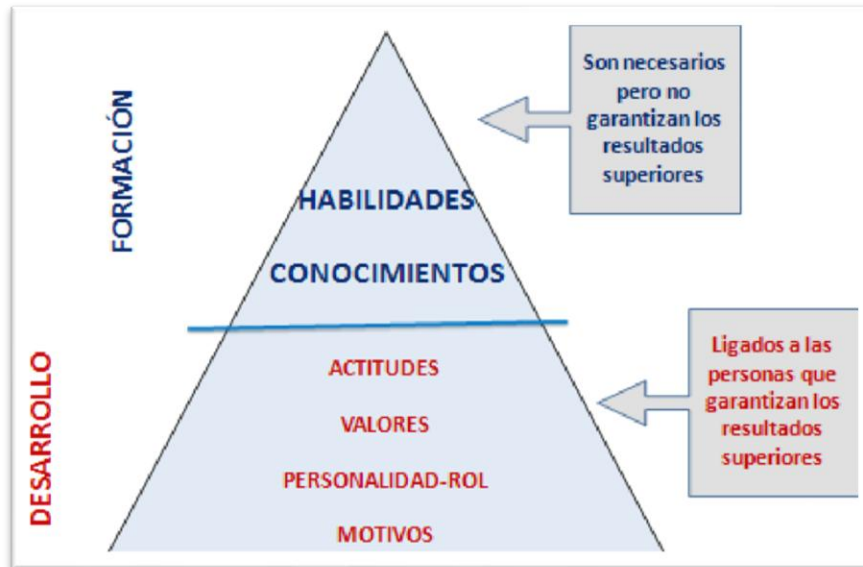 FORMACIÓN
Son necesarios
pero no
garantizan los
resultados
superiores
HABILIDADES
CONOCIMIENTOS
DESARROLLO
ACTITUDES
VALORES
PERSONALIDAD-ROL
MOTIVOS
Ligados a las
personas que
garantizan los
resultados
superiores